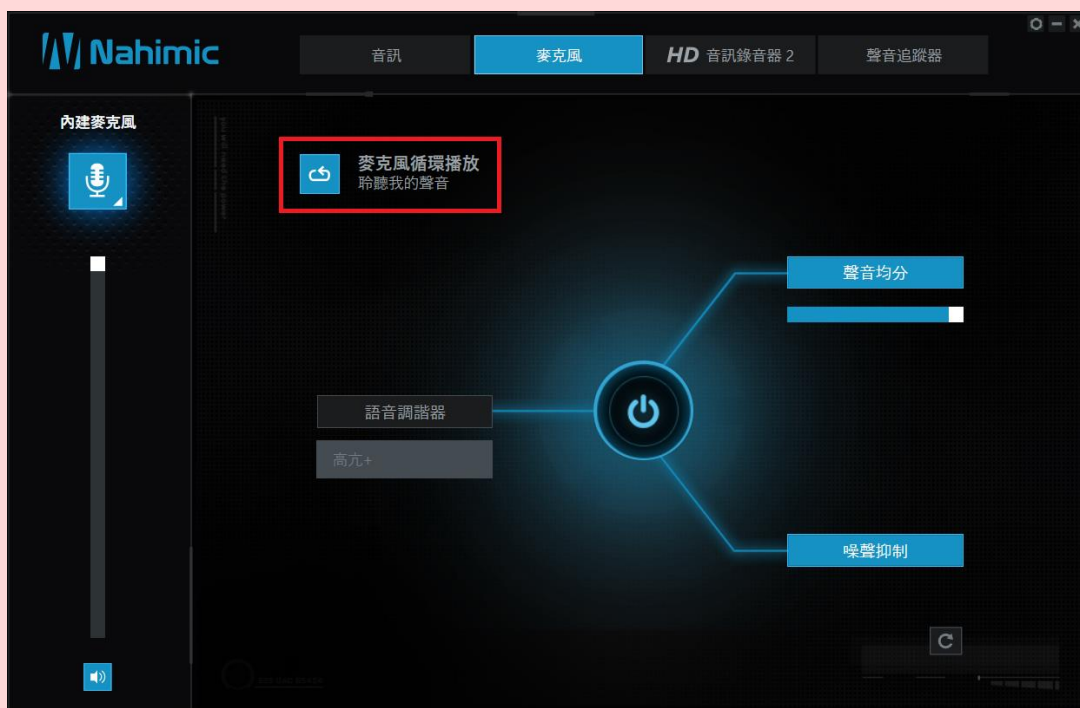 Nahimic
音訊
麥克風
HD 音訊錄音器 2
聲音追蹤器
內建麥克風
麥克風循環播放
聆聽我的聲音
聲音均分
語音調諧器
高亢+
噪聲抑制